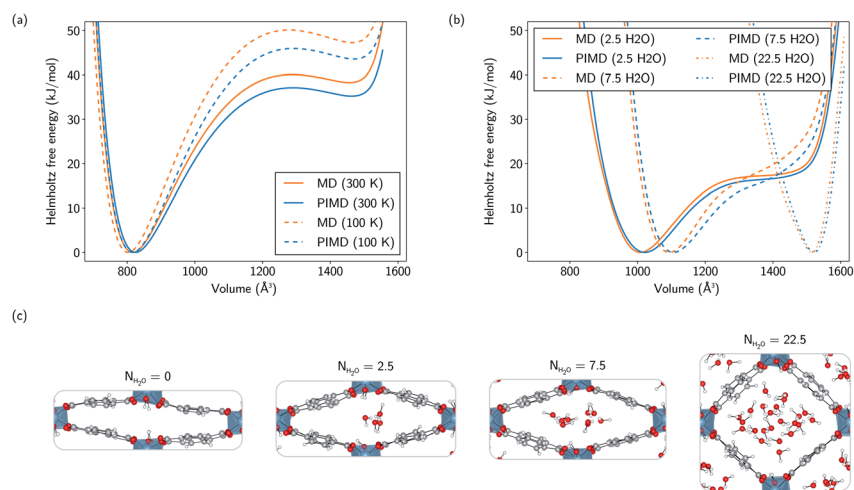 (a)
50
40
30
20
10
0
Helmholtz free energy (kJ/mol)
MD (300 K)
PIMD (300 K)
MD (100 K)
PIMD (100 K)
800 1000 1200 1400 1600
Volume (Å³)
(b)
50
40
30
20
10
0
Helmholtz free energy (kJ/mol)
MD (2.5 H2O)
PIMD (2.5 H2O)
MD (7.5 H2O)
PIMD (7.5 H2O)
MD (22.5 H2O)
PIMD (22.5 H2O)
800 1000 1200 1400 1600
Volume (Å³)
(c)
N_H₂O = 0
N_H₂O = 2.5
N_H₂O = 7.5
N_H₂O = 22.5